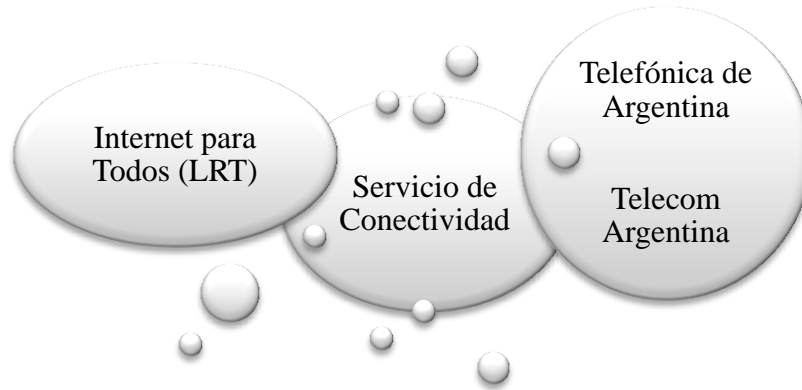 Internet para
Todos (LRT)
Servicio de
Conectividad
Telefónica de
Argentina
Telecom
Argentina